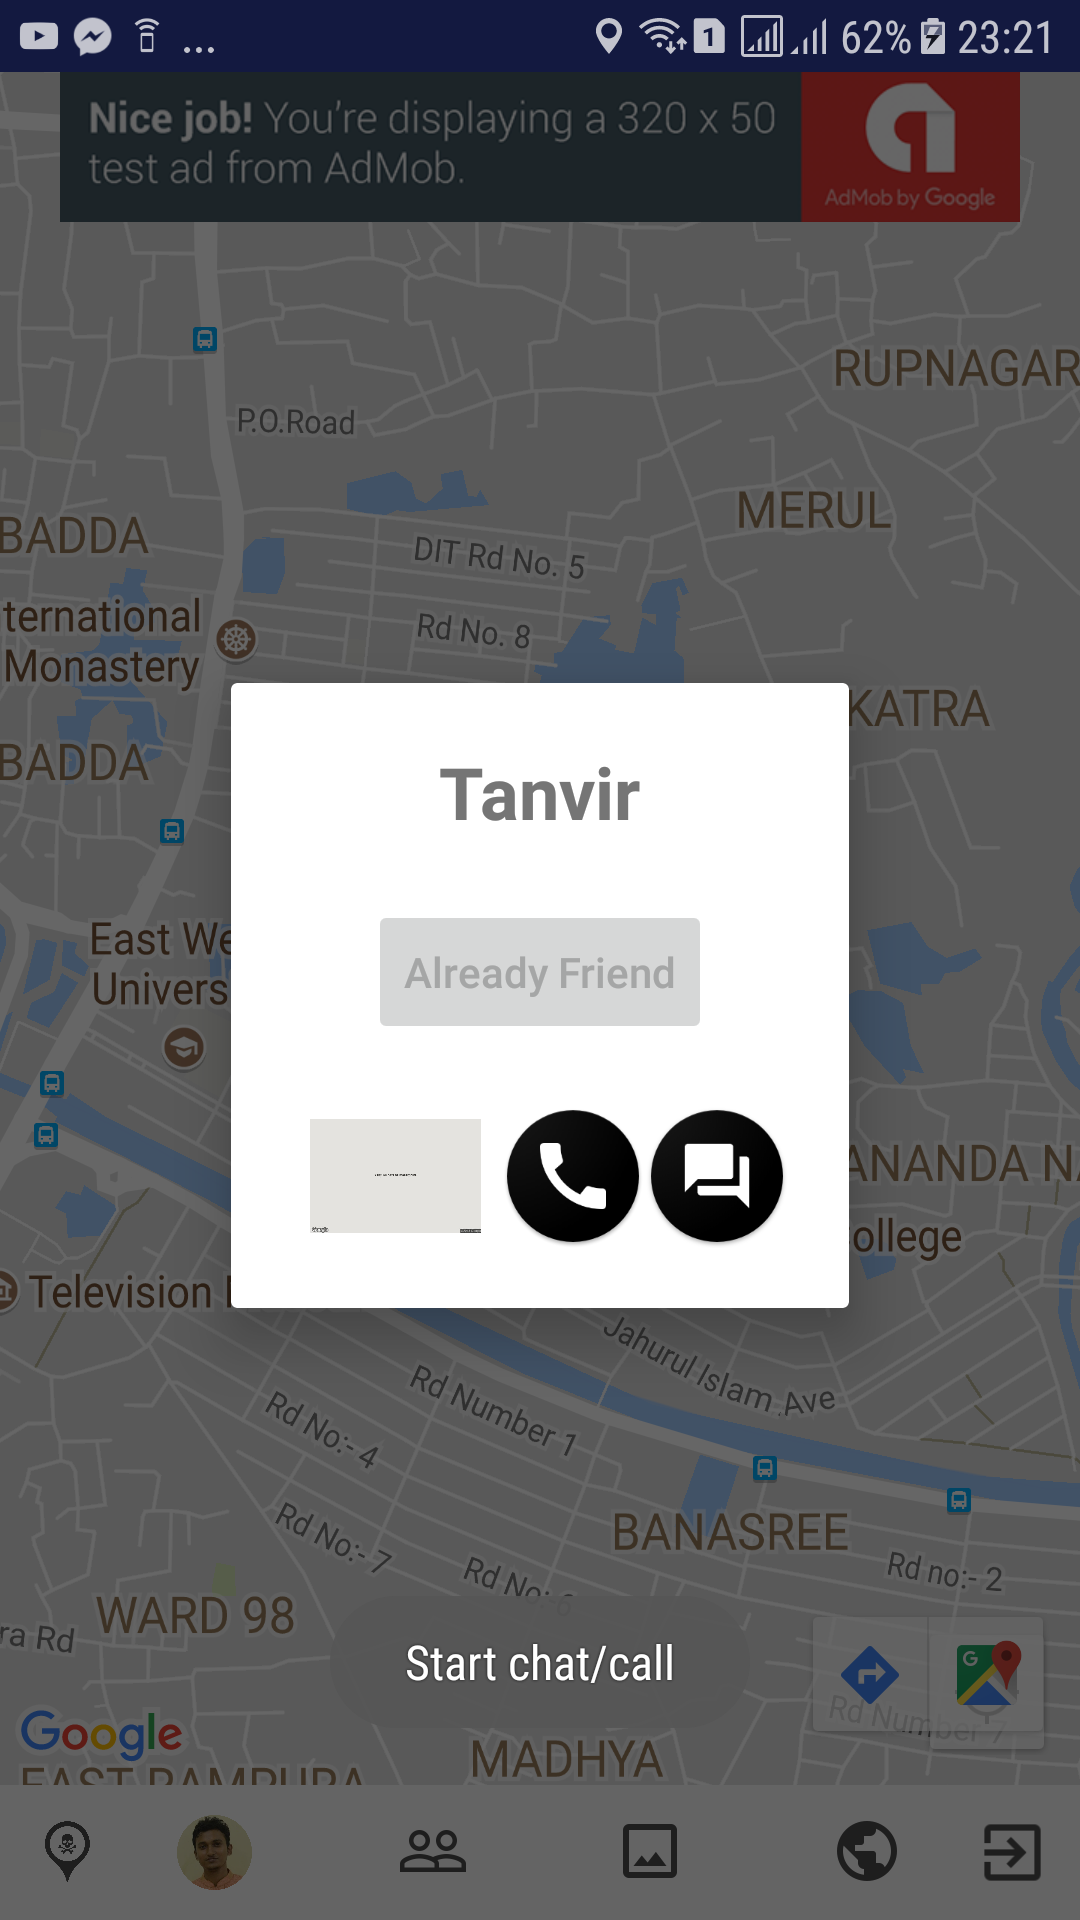 1
62%
23:21
Nice job! You're displaying a 320 x 50
test ad from AdMob.
AdMob by Google
RUPNAGAR
P.O.Road
MERUL
BADDA
DIT Rd No. 5
ternational
Monastery
Rd No. 8
KATRA
BADDA
Tanvir
East We
Univers
Already Friend
ANANDA NA
ollege
Television
Jahurul Islam Ave
Rd Number 1
Rd No:- 4
Rd No:- 7
BANASREE
Rd No:- 6
Rd no:- 2
WARD 98
ra Rd
Start chat/call
G
Rd Number 7
Google
MADHYA
EAST RAMPURA